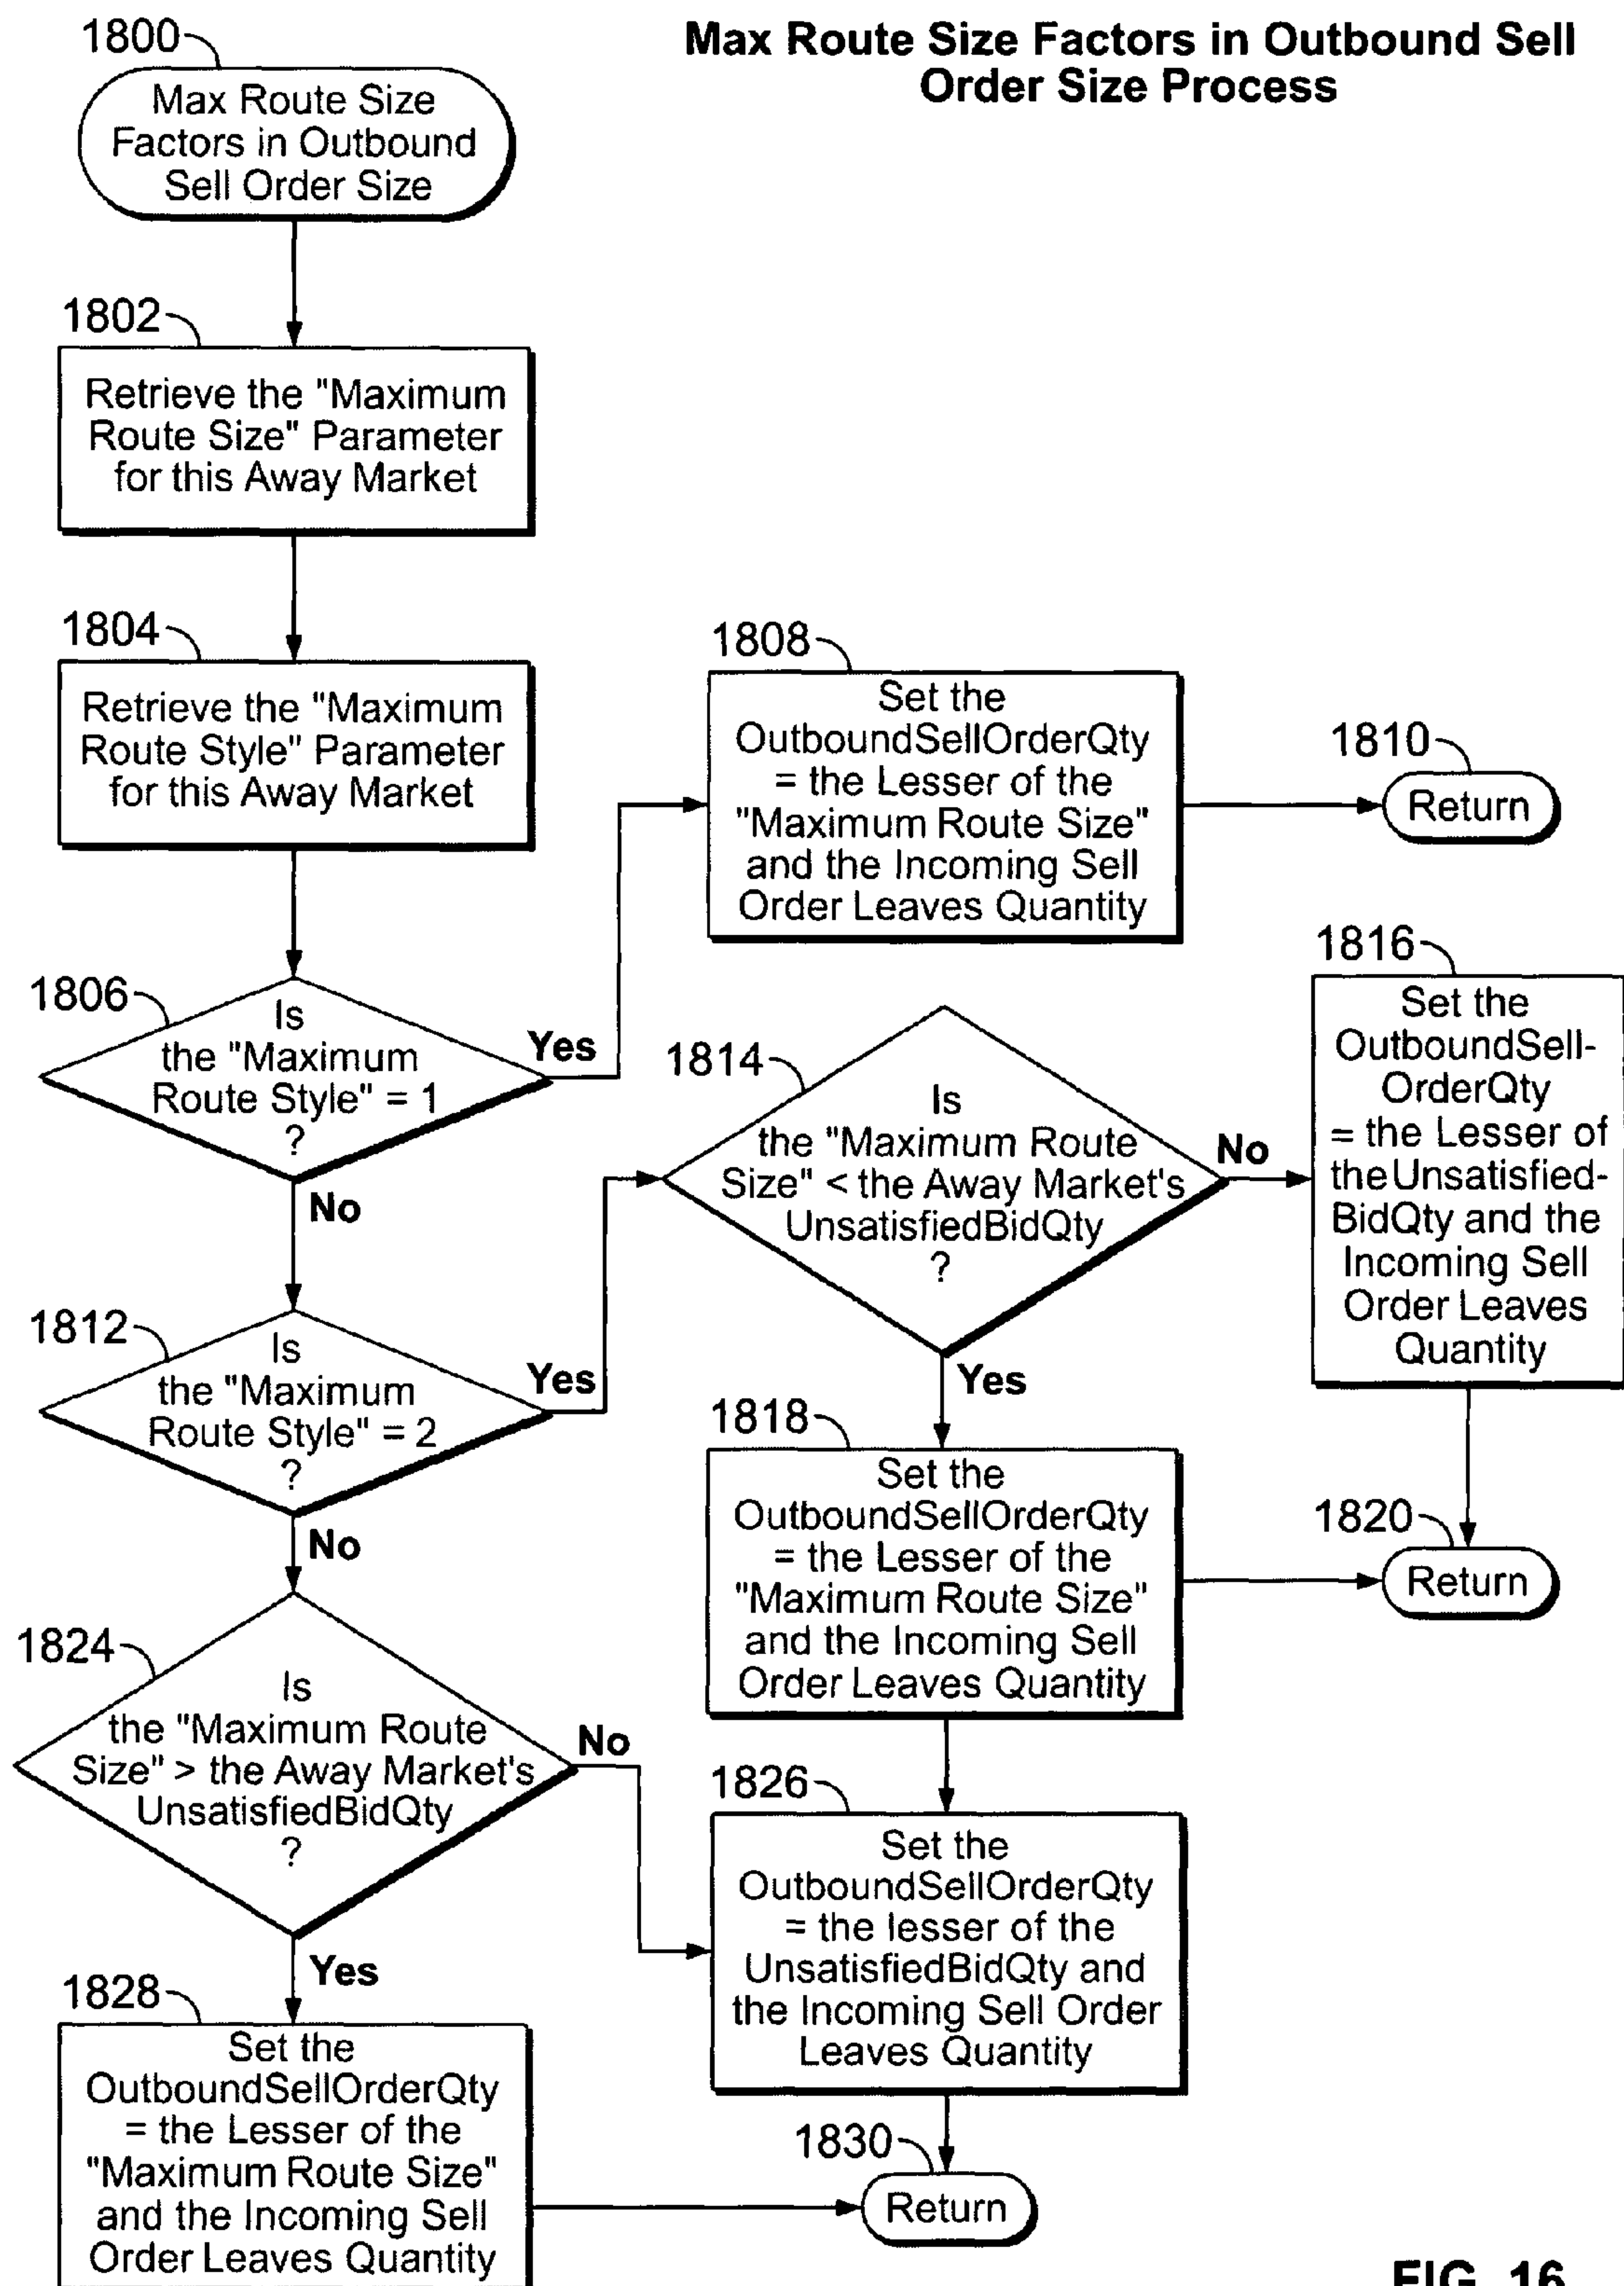 Max Route Size Factors in Outbound Sell
Order Size Process
1800
Max Route Size
Factors in Outbound
Sell Order Size
1802
Retrieve the "Maximum
Route Size" Parameter
for this Away Market
1804
Retrieve the "Maximum
Route Style" Parameter
for this Away Market
1806
Is
the "Maximum
Route Style" = 1
?
Yes
No
1808
Set the
OutboundSellOrderQty
= the Lesser of the
"Maximum Route Size"
and the Incoming Sell
Order Leaves Quantity
1810
Return
1812
Is
the "Maximum
Route Style" = 2
?
Yes
No
1814
Is
the "Maximum Route
Size" < the Away Market's
UnsatisfiedBidQty
?
No
Yes
1816
Set the
OutboundSell-
OrderQty
= the Lesser of
the Unsatisfied-
BidQty and the
Incoming Sell
Order Leaves
Quantity
1818
Set the
OutboundSellOrderQty
= the Lesser of the
"Maximum Route Size"
and the Incoming Sell
Order Leaves Quantity
1820
Return
1824
Is
the "Maximum Route
Size" > the Away Market's
UnsatisfiedBidQty
?
No
Yes
1826
Set the
OutboundSellOrderQty
= the lesser of the
UnsatisfiedBidQty and
the Incoming Sell Order
Leaves Quantity
1828
Set the
OutboundSellOrderQty
= the Lesser of the
"Maximum Route Size"
and the Incoming Sell
Order Leaves Quantity
1830
Return
FIG. 16